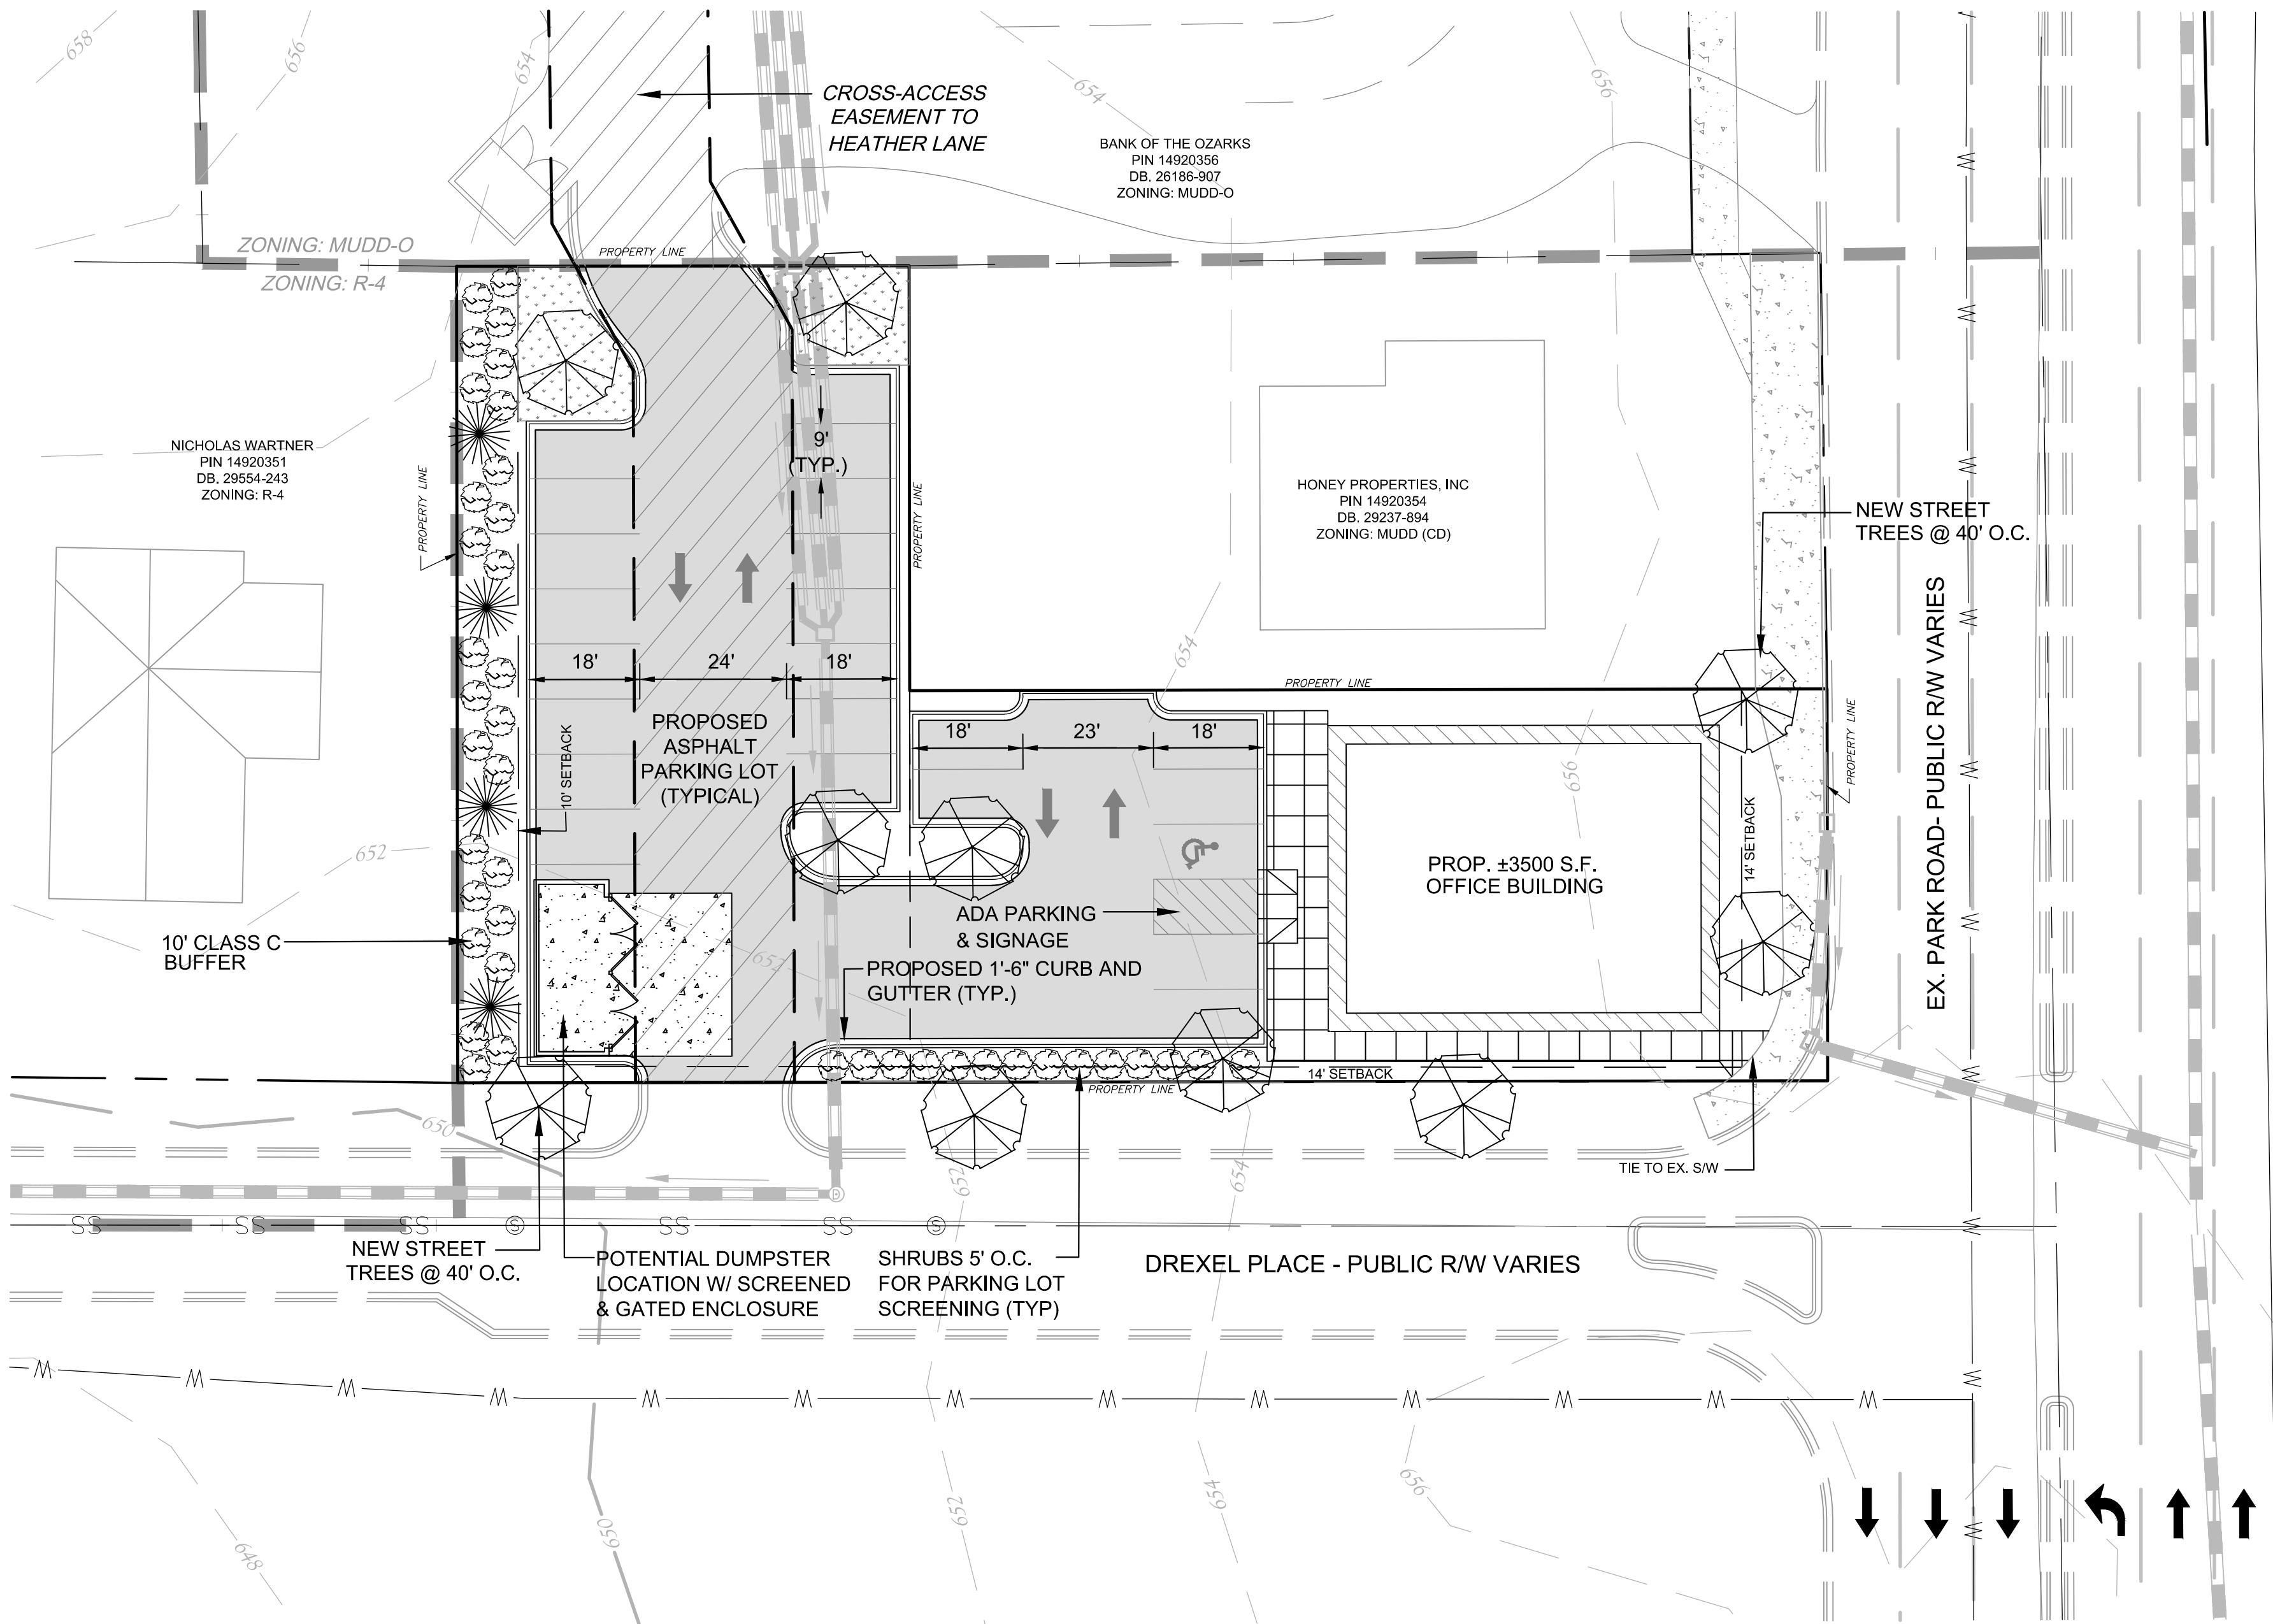 658
656
654
CROSS-ACCESS
EASEMENT TO
HEATHER LANE
654
656
BANK OF THE OZARKS
PIN 14920356
DB. 26186-907
ZONING: MUDD-O
ZONING: MUDD-O
ZONING: R-4
PROPERTY LINE
NICHOLAS WARTNER
PIN 14920351
DB. 29554-243
ZONING: R-4
PROPERTY LINE
9'
(TYP.)
PROPERTY LINE
HONEY PROPERTIES, INC
PIN 14920354
DB. 29237-894
ZONING: MUDD (CD)
NEW STREET
TREES @ 40' O.C.
EX. PARK ROAD- PUBLIC R/W VARIES
18'
24'
18'
654
PROPERTY LINE
PROPERTY LINE
PROPOSED
ASPHALT
PARKING LOT
(TYPICAL)
10' SETBACK
18'
23'
18'
656
14' SETBACK
652
PROP. ±3500 S.F.
OFFICE BUILDING
10' CLASS C
BUFFER
ADA PARKING
& SIGNAGE
652
PROPOSED 1'-6" CURB AND
GUTTER (TYP.)
14' SETBACK
PROPERTY LINE
650
652
654
TIE TO EX. S/W
D
SS
SS
SS
S
SS
SS
S
NEW STREET
TREES @ 40' O.C.
POTENTIAL DUMPSTER
LOCATION W/ SCREENED
& GATED ENCLOSURE
SHRUBS 5' O.C.
FOR PARKING LOT
SCREENING (TYP)
DREXEL PLACE - PUBLIC R/W VARIES
648
650
652
654
656